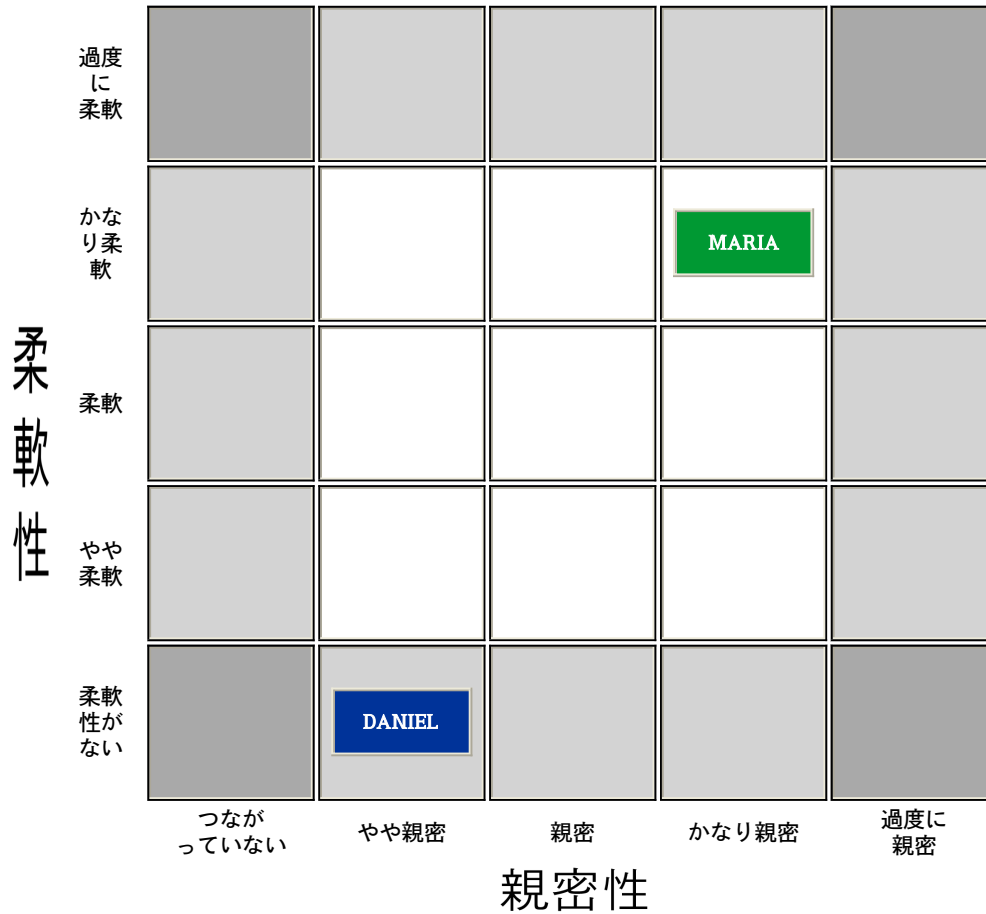 過度
に
柔軟
かな
り柔
軟
MARIA
柔
軟
性
柔軟
やや
柔軟
柔軟
性が
ない
DANIEL
つなが
っていない
やや親密
親密
かなり親密
過度に
親密
親密性